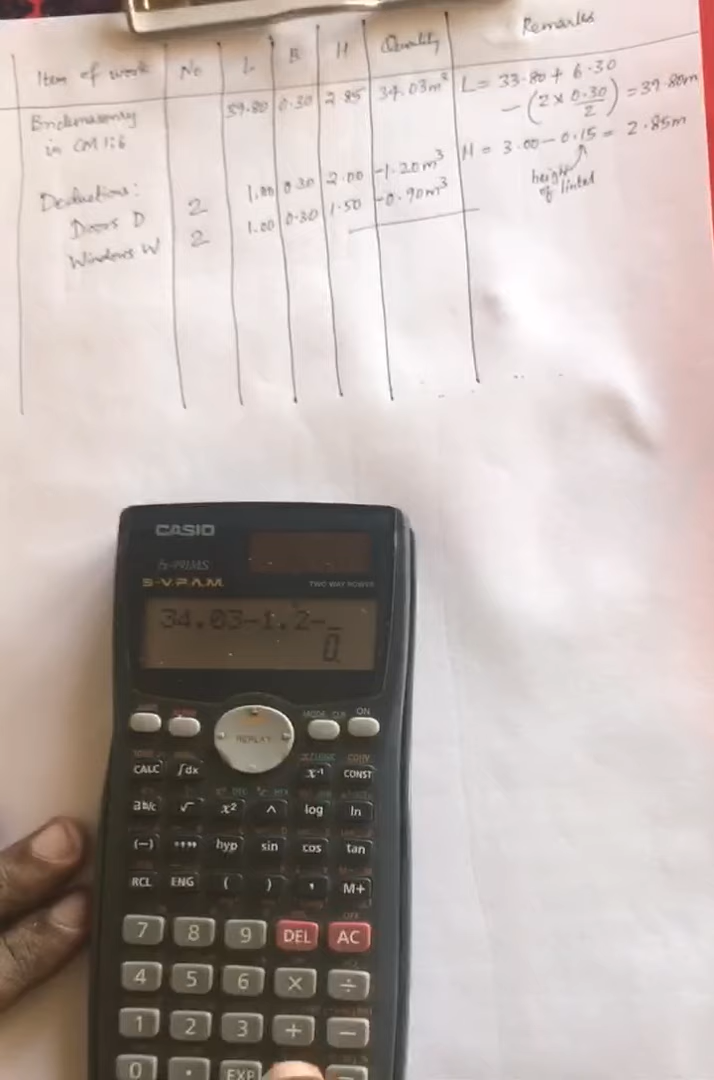 Item of work No L B H Quantity Remarks
Brickmasonry 39.80 0.30 2.85 34.03m³ L = 33.80 + 6.30
in CM 1:6 - (2 x 0.30/2) = 39.80m
H = 3.00 - 0.15 = 2.85m
height
of lintel
Deductions:
Doors D 2 1.00 0.30 2.00 -1.20m³
Windows W 2 1.00 0.30 1.50 -0.90m³
CASIO
S-V.P.A.M. TWO WAY POWER
34.03-1.2-_
0.
MODE CLR ON
REPLAY
CALC ∫dx x⁻¹ CONST
CONV
a b/c √ x² ^ log ln
(-) °'" hyp sin cos tan
RCL ENG ( ) , M+
OFF
7 8 9 DEL AC
4 5 6 × ÷
1 2 3 + −
0 . EXP =